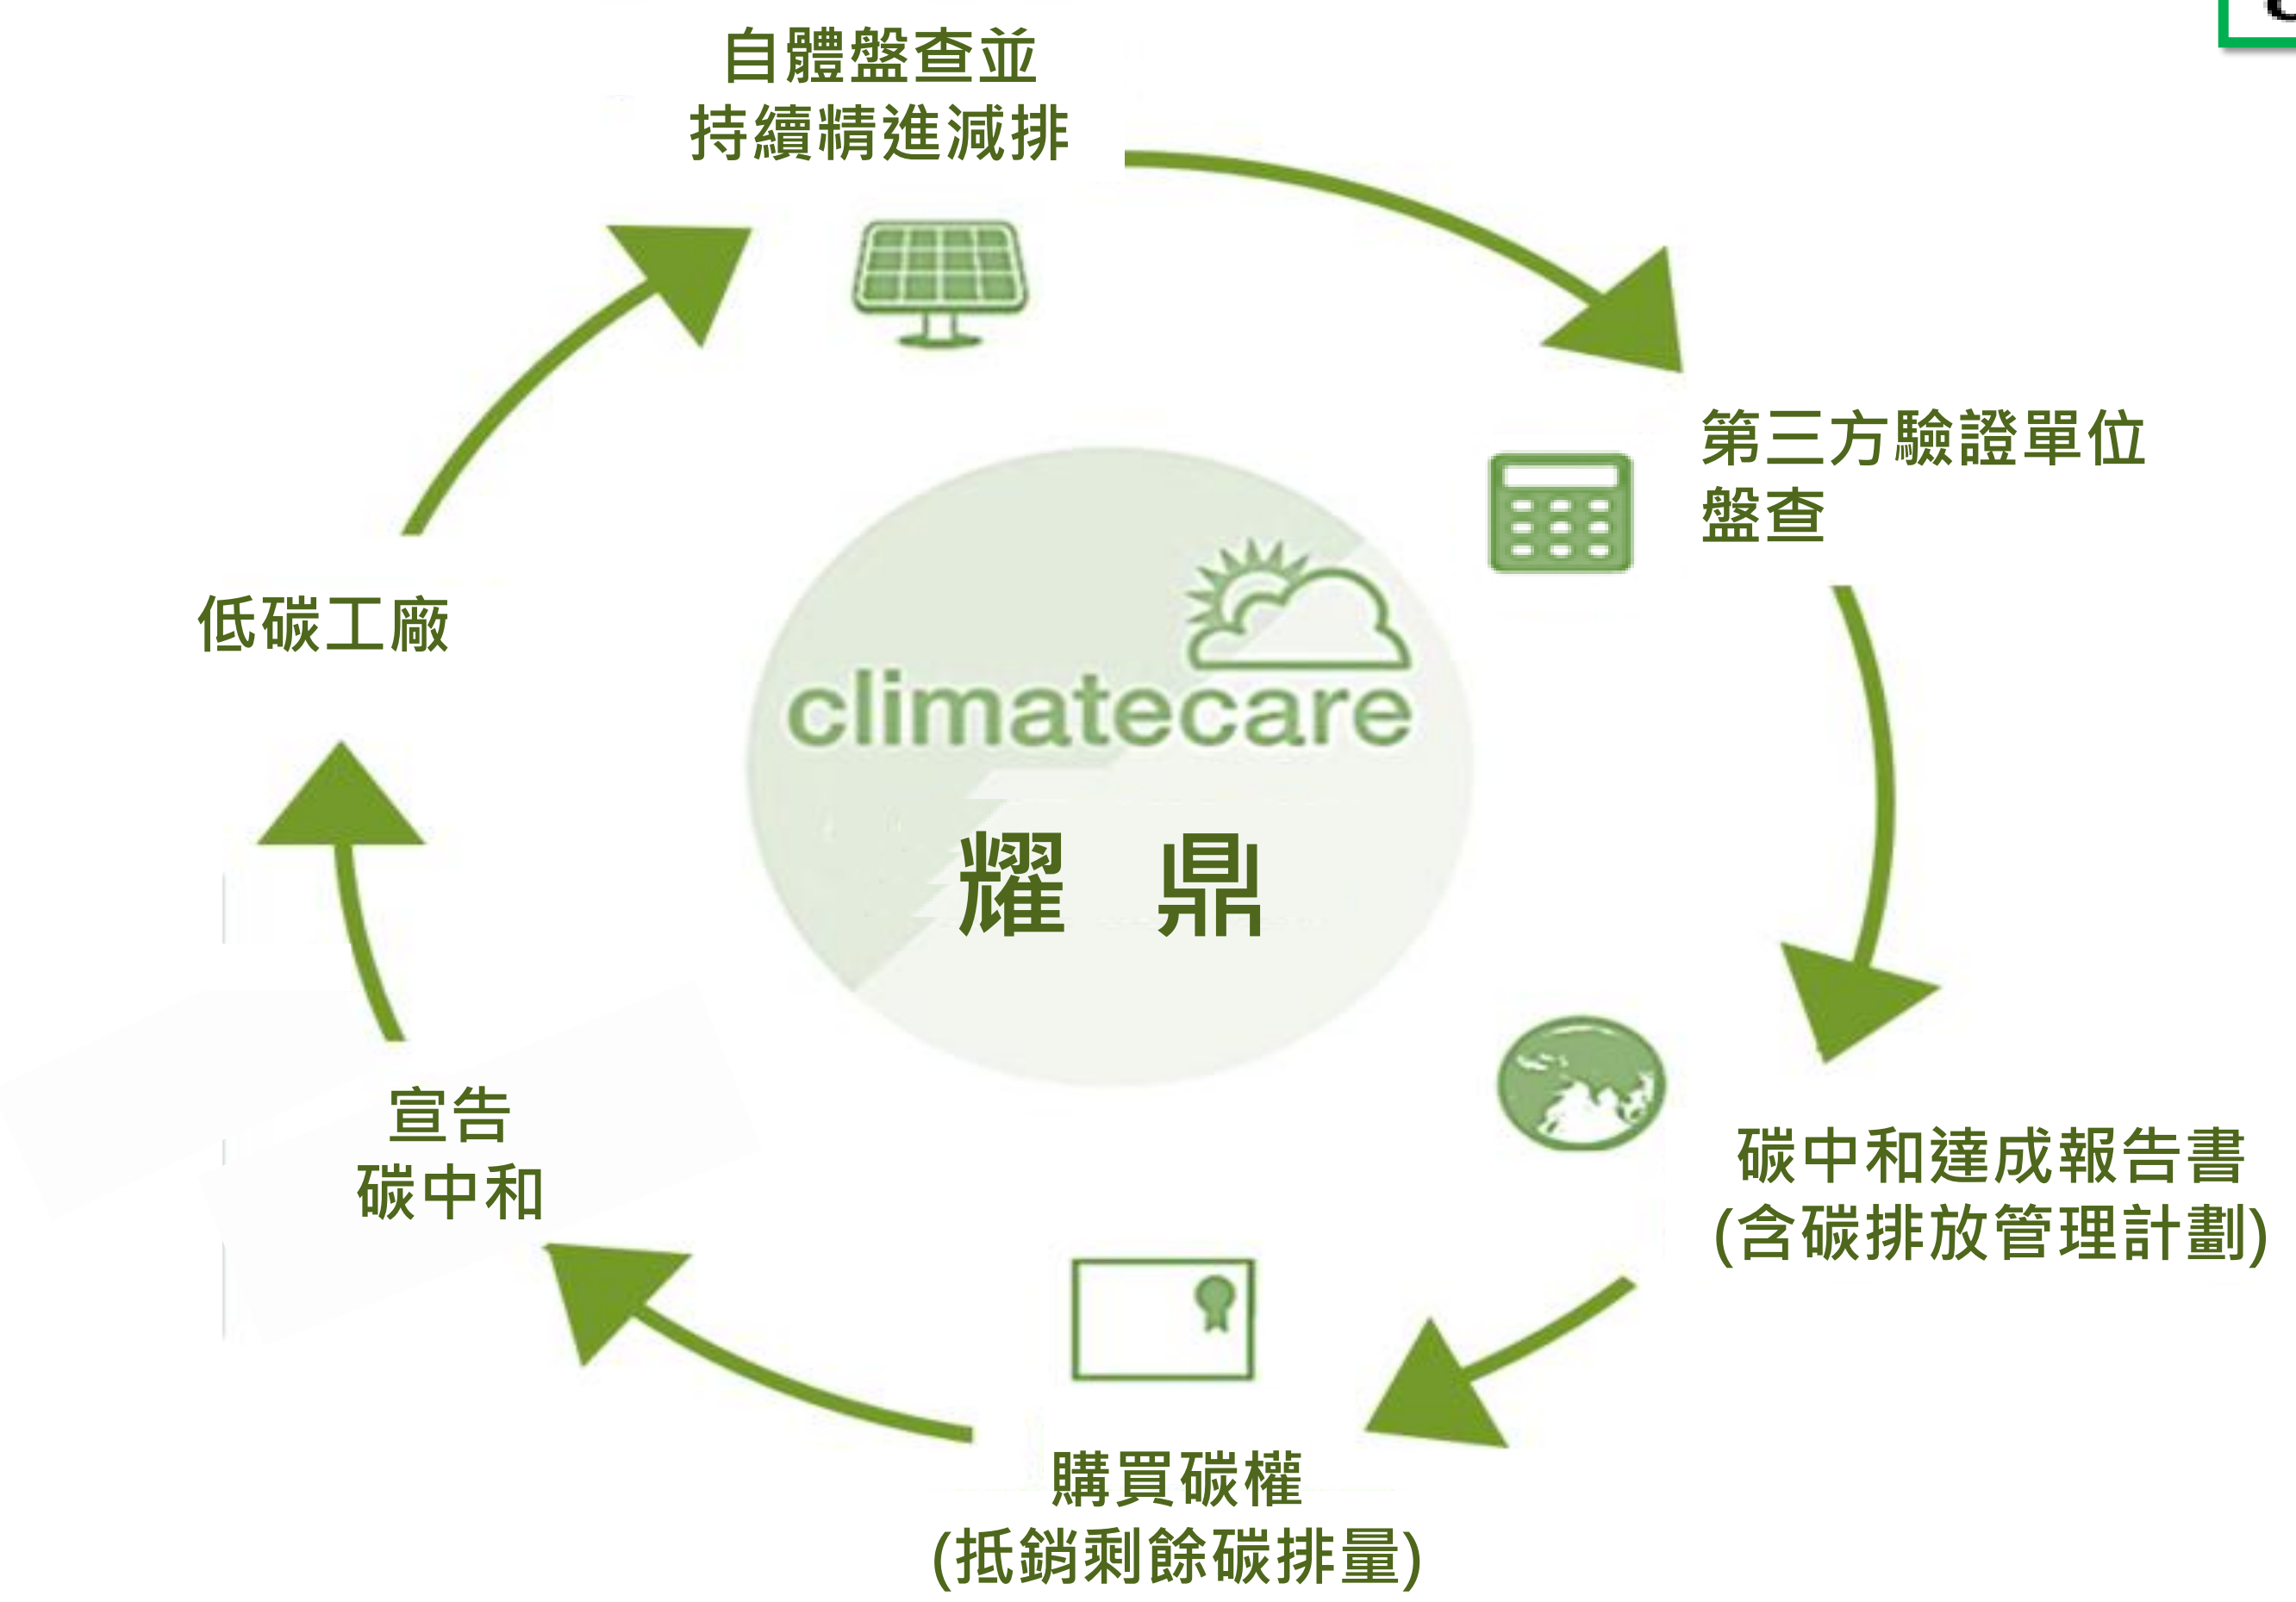 自體盤查並
持續精進減排
第三方驗證單位
盤查
低碳工廠
climatecare
耀 鼎
宣告
碳中和
碳中和達成報告書
(含碳排放管理計劃)
購買碳權
(抵銷剩餘碳排量)